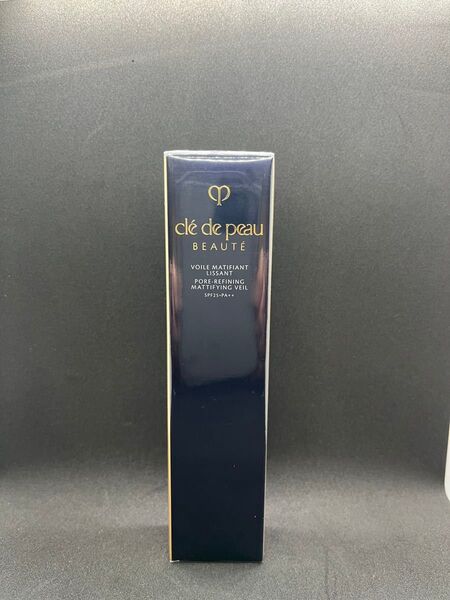 clé de peau
BEAUTÉ
VOILE MATIFIANT
LISSANT
PORE-REFINING
MATTIFYING VEIL
SPF25・PA++